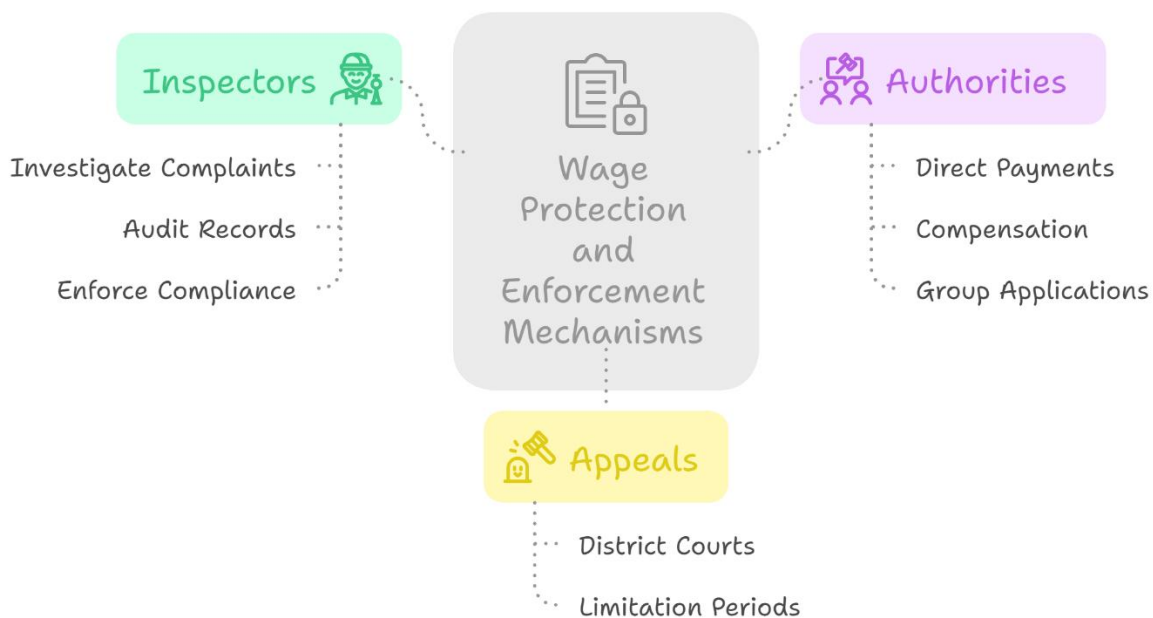 Inspectors
Investigate Complaints
Audit Records
Enforce Compliance
Wage
Protection
and
Enforcement
Mechanisms
Authorities
Direct Payments
Compensation
Group Applications
Appeals
District Courts
Limitation Periods